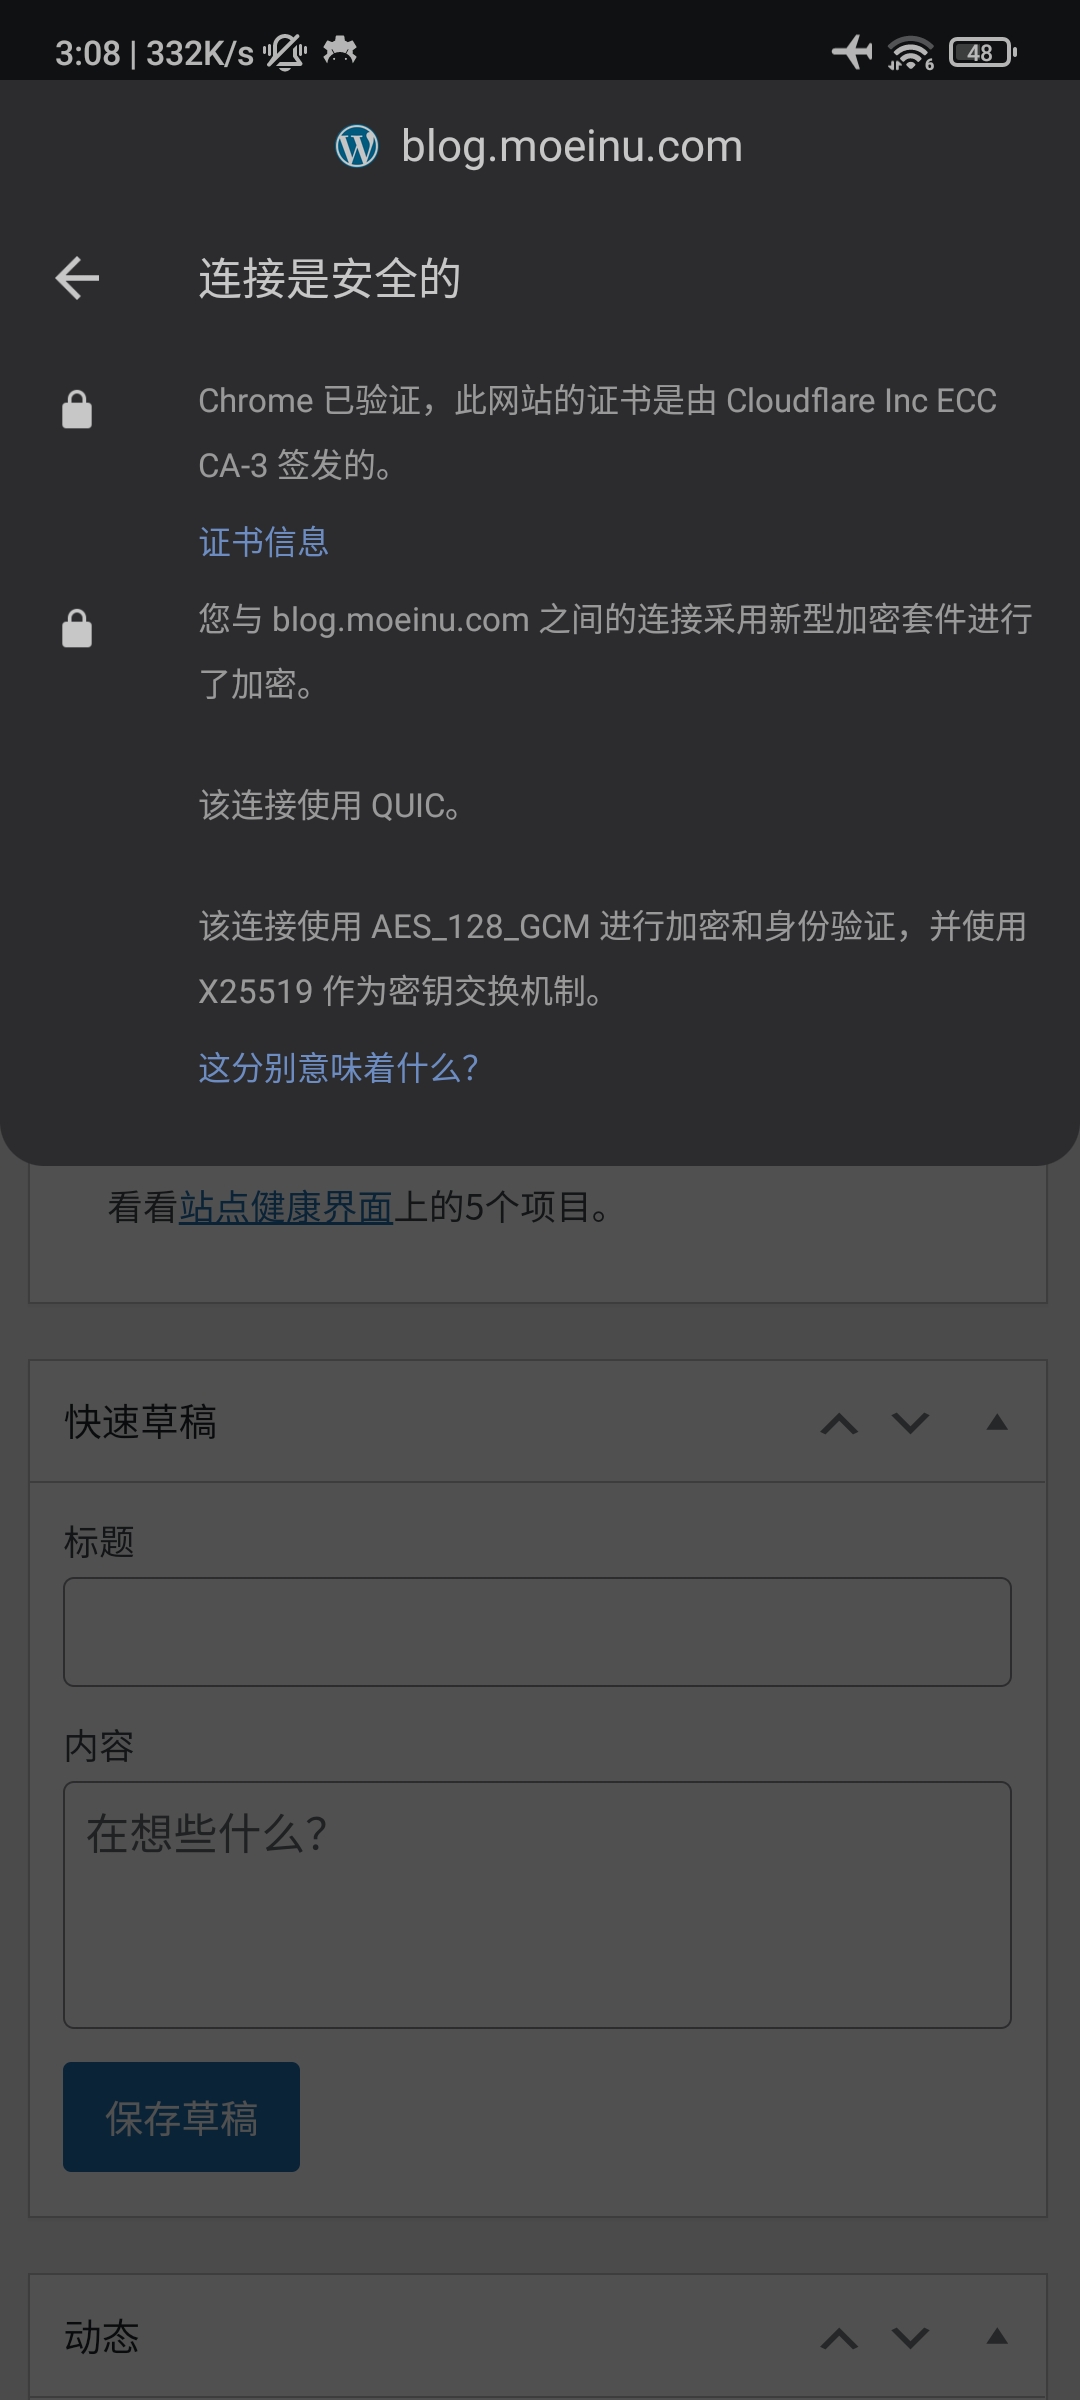 3:08 | 332K/s
6
48
blog.moeinu.com
连接是安全的
Chrome 已验证，此网站的证书是由 Cloudflare Inc ECC
CA-3 签发的。
证书信息
您与 blog.moeinu.com 之间的连接采用新型加密套件进行
了加密。
该连接使用 QUIC。
该连接使用 AES_128_GCM 进行加密和身份验证，并使用
X25519 作为密钥交换机制。
这分别意味着什么？
看看站点健康界面上的5个项目。
快速草稿
标题
内容
在想些什么？
保存草稿
动态